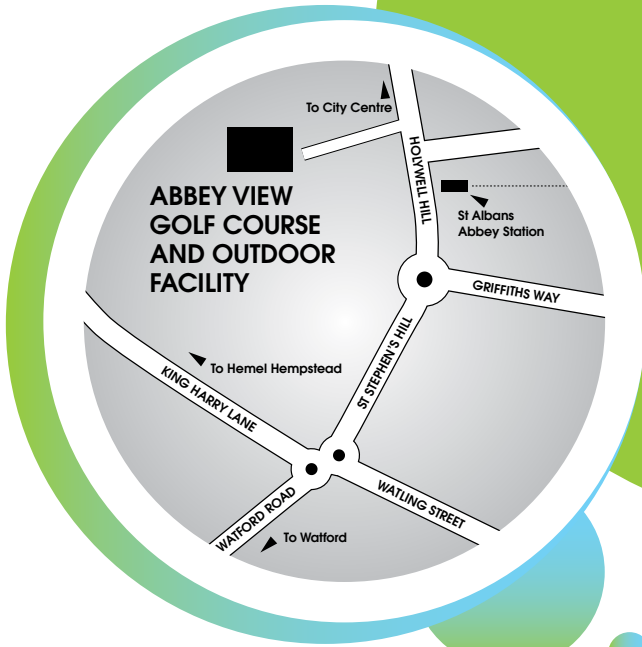 To City Centre
HOLYWELL HILL
ABBEY VIEW
GOLF COURSE
AND OUTDOOR
FACILITY
St Albans
Abbey Station
GRIFFITHS WAY
ST STEPHEN'S HILL
To Hemel Hempstead
KING HARRY LANE
WATLING STREET
WATFORD ROAD
To Watford